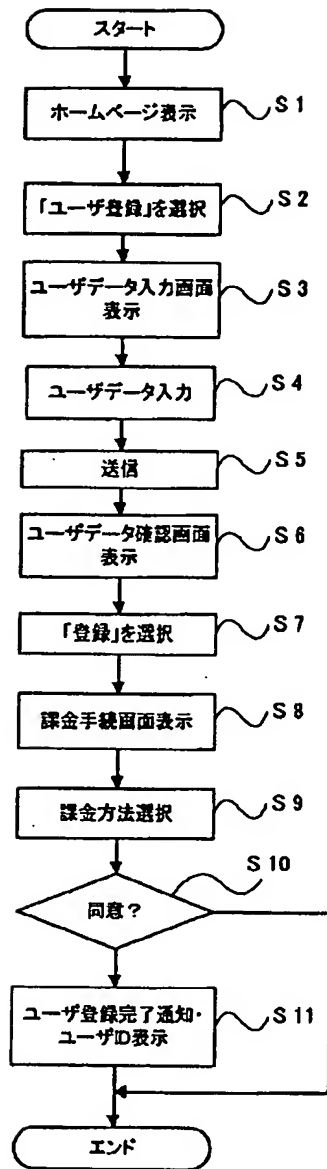 スタート
ホームページ表示
S1
「ユーザ登録」を選択
S2
ユーザデータ入力画面
表示
S3
ユーザデータ入力
S4
送信
S5
ユーザデータ確認画面
表示
S6
「登録」を選択
S7
課金手続画面表示
S8
課金方法選択
S9
同意？
S10
ユーザ登録完了通知・
ユーザID表示
S11
エンド